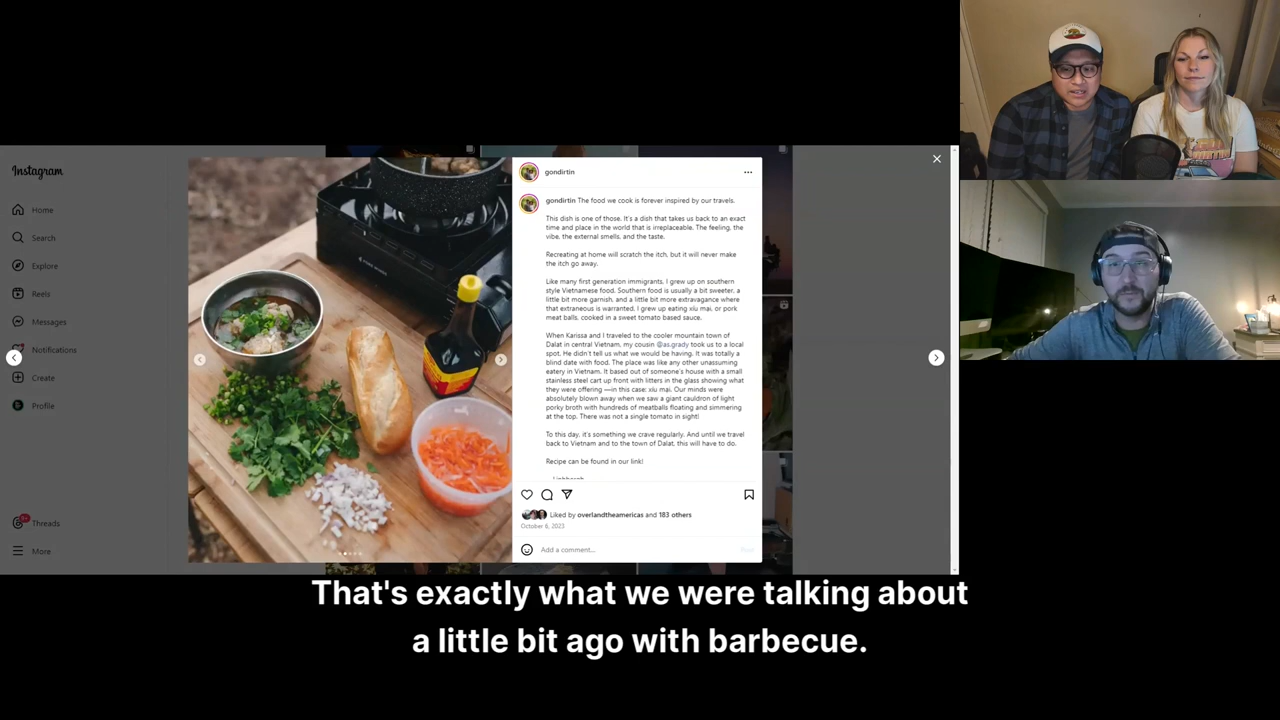 Instagram
Home
Search
Explore
Reels
Messages
Notifications
Create
Profile
Threads
More
gondirtin
gondirtin The food we cook is forever inspired by our travels.
This dish is one of those. It's a dish that takes us back to an exact
time and place in the world that is irreplaceable. The feeling, the
vibe, the external smells, and the taste.
Recreating at home will scratch the itch, but it will never make
the itch go away.
Like many first generation immigrants, I grew up on southern
style Vietnamese food. Southern food is usually a bit sweeter, a
little bit more garnish, and a little bit more extravagance where
that extraneous is warranted. I grew up eating xiu mai, or pork
meat balls, cooked in a sweet tomato based sauce.
When Karissa and I traveled to the cooler mountain town of
Dalat in central Vietnam, my cousin @as.grady took us to a local
spot. He didn't tell us what we would be having. It was totally a
blind date with food. The place was like any other unassuming
eatery in Vietnam. It based out of someone's house with a small
stainless steel cart up front with litters in the glass showing what
they were offering —in this case; xiu mai. Our minds were
absolutely blown away when we saw a giant cauldron of light
porky broth with hundreds of meatballs floating and simmering
at the top. There was not a single tomato in sight!
To this day, it's something we crave regularly. And until we travel
back to Vietnam and to the town of Dalat, this will have to do.
Recipe can be found in our link!
Liked by overlandtheamericas and 183 others
October 6, 2023
Add a comment...
Post
That's exactly what we were talking about
a little bit ago with barbecue.